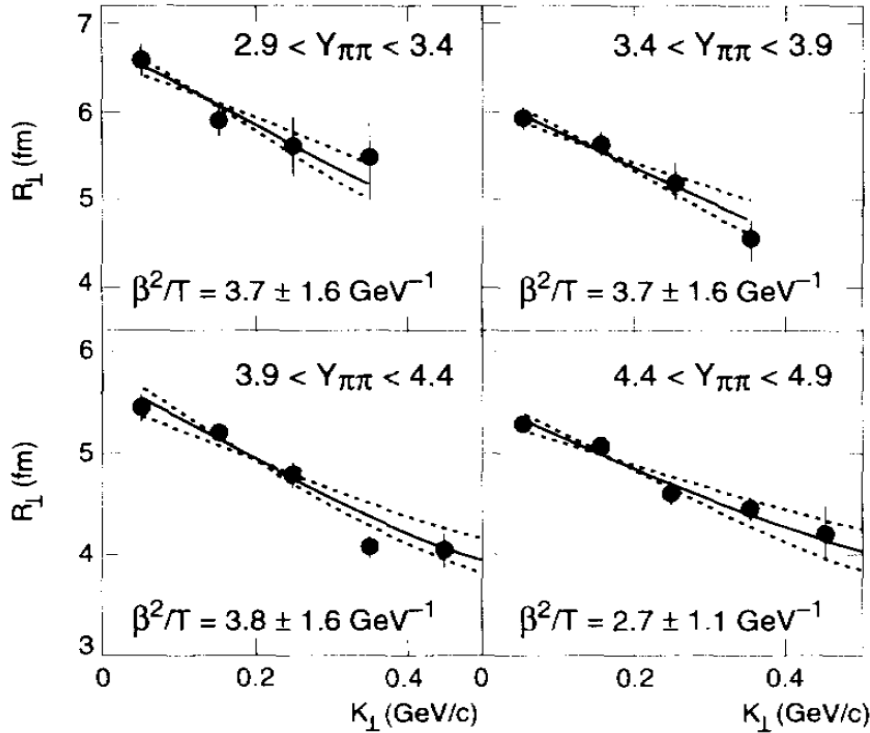 7
6
5
4
R⊥ (fm)
2.9 < Yππ < 3.4
β²/T = 3.7 ± 1.6 GeV⁻¹
3.4 < Yππ < 3.9
β²/T = 3.7 ± 1.6 GeV⁻¹
6
5
4
3
R⊥ (fm)
3.9 < Yππ < 4.4
β²/T = 3.8 ± 1.6 GeV⁻¹
4.4 < Yππ < 4.9
β²/T = 2.7 ± 1.1 GeV⁻¹
0 0.2 0.4 0 0.2 0.4
K⊥ (GeV/c) K⊥ (GeV/c)